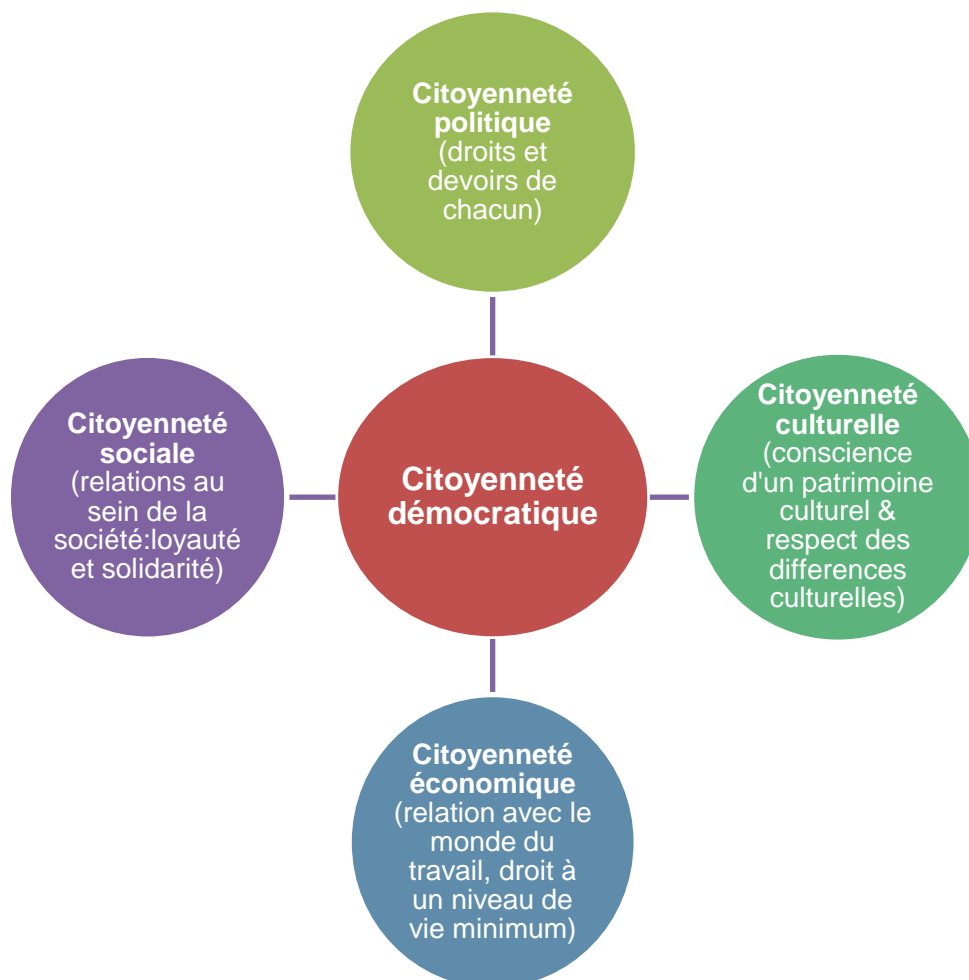 Citoyenneté
politique
(droits et
devoirs de
chacun)
Citoyenneté
sociale
(relations au
sein de la
société:loyauté
et solidarité)
Citoyenneté
démocratique
Citoyenneté
culturelle
(conscience
d'un patrimoine
culturel &
respect des
differences
culturelles)
Citoyenneté
économique
(relation avec le
monde du
travail, droit à
un niveau de
vie minimum)